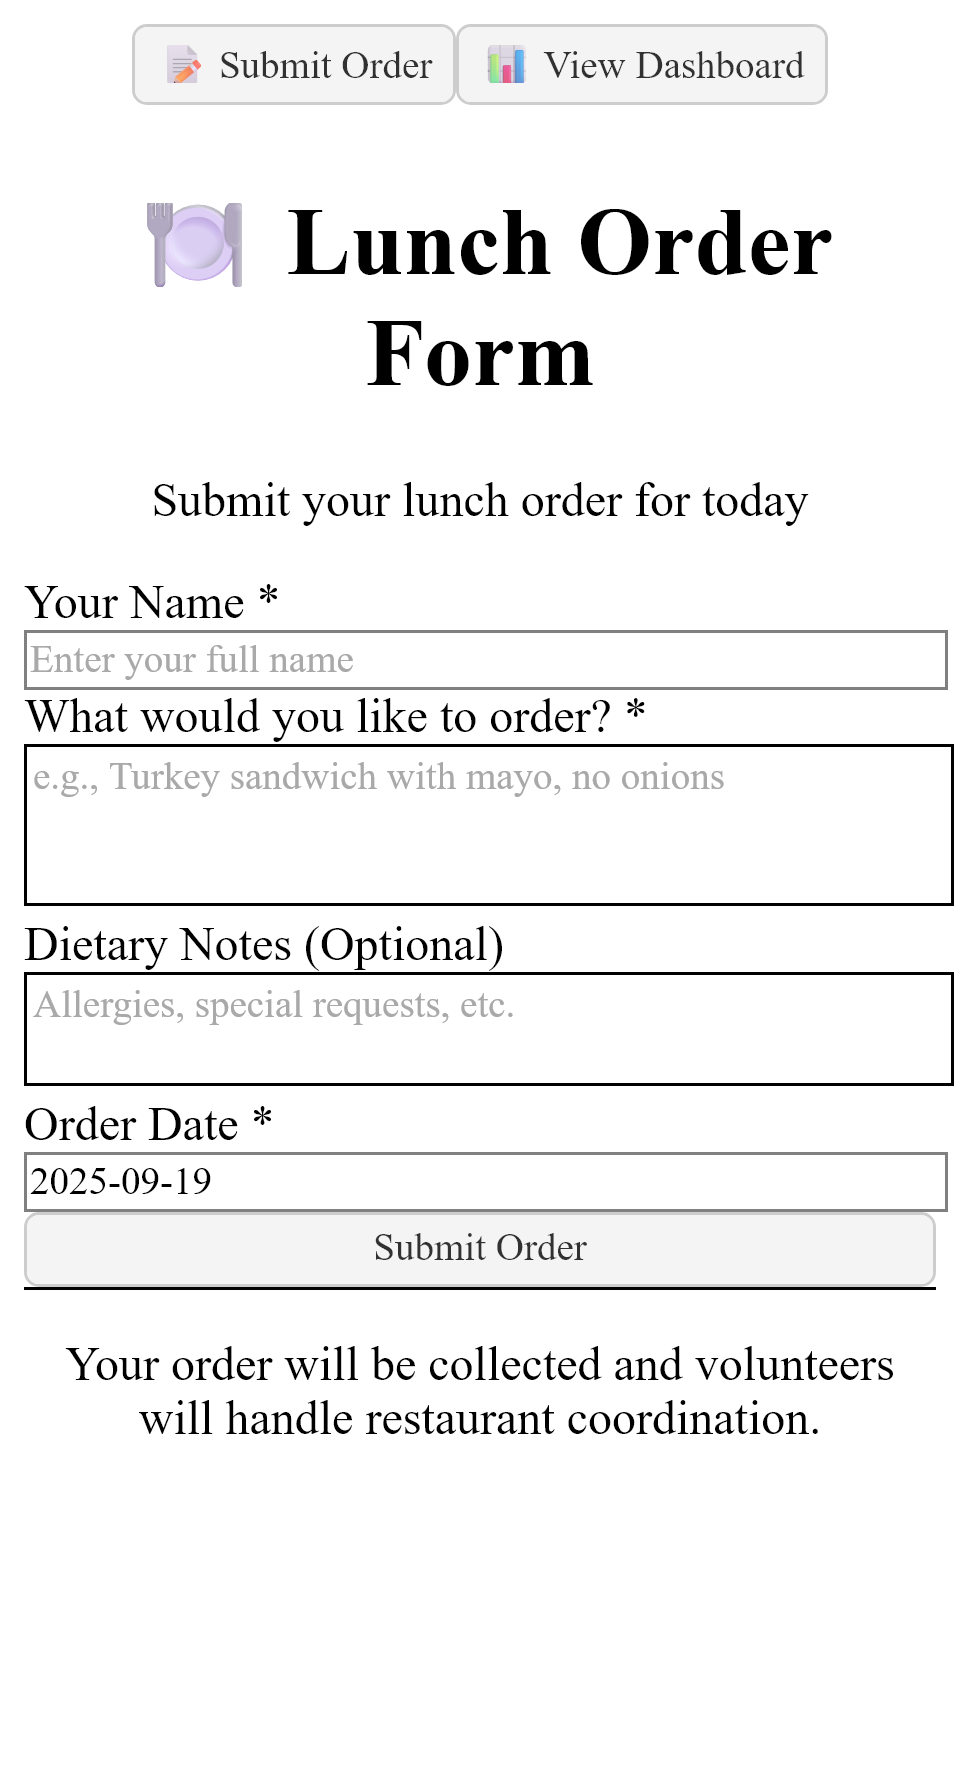 Submit Order
View Dashboard
Lunch Order
Form
Submit your lunch order for today
Your Name *
Enter your full name
What would you like to order? *
e.g., Turkey sandwich with mayo, no onions
Dietary Notes (Optional)
Allergies, special requests, etc.
Order Date *
2025-09-19
Submit Order
Your order will be collected and volunteers
will handle restaurant coordination.